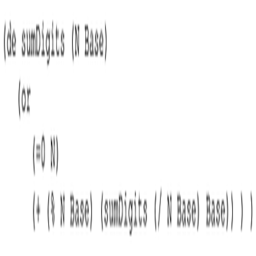 (de sumDigits (N Base)
(or
(=0 N)
(+ (% N Base) (sumDigits (/ N Base) Base)) ) )